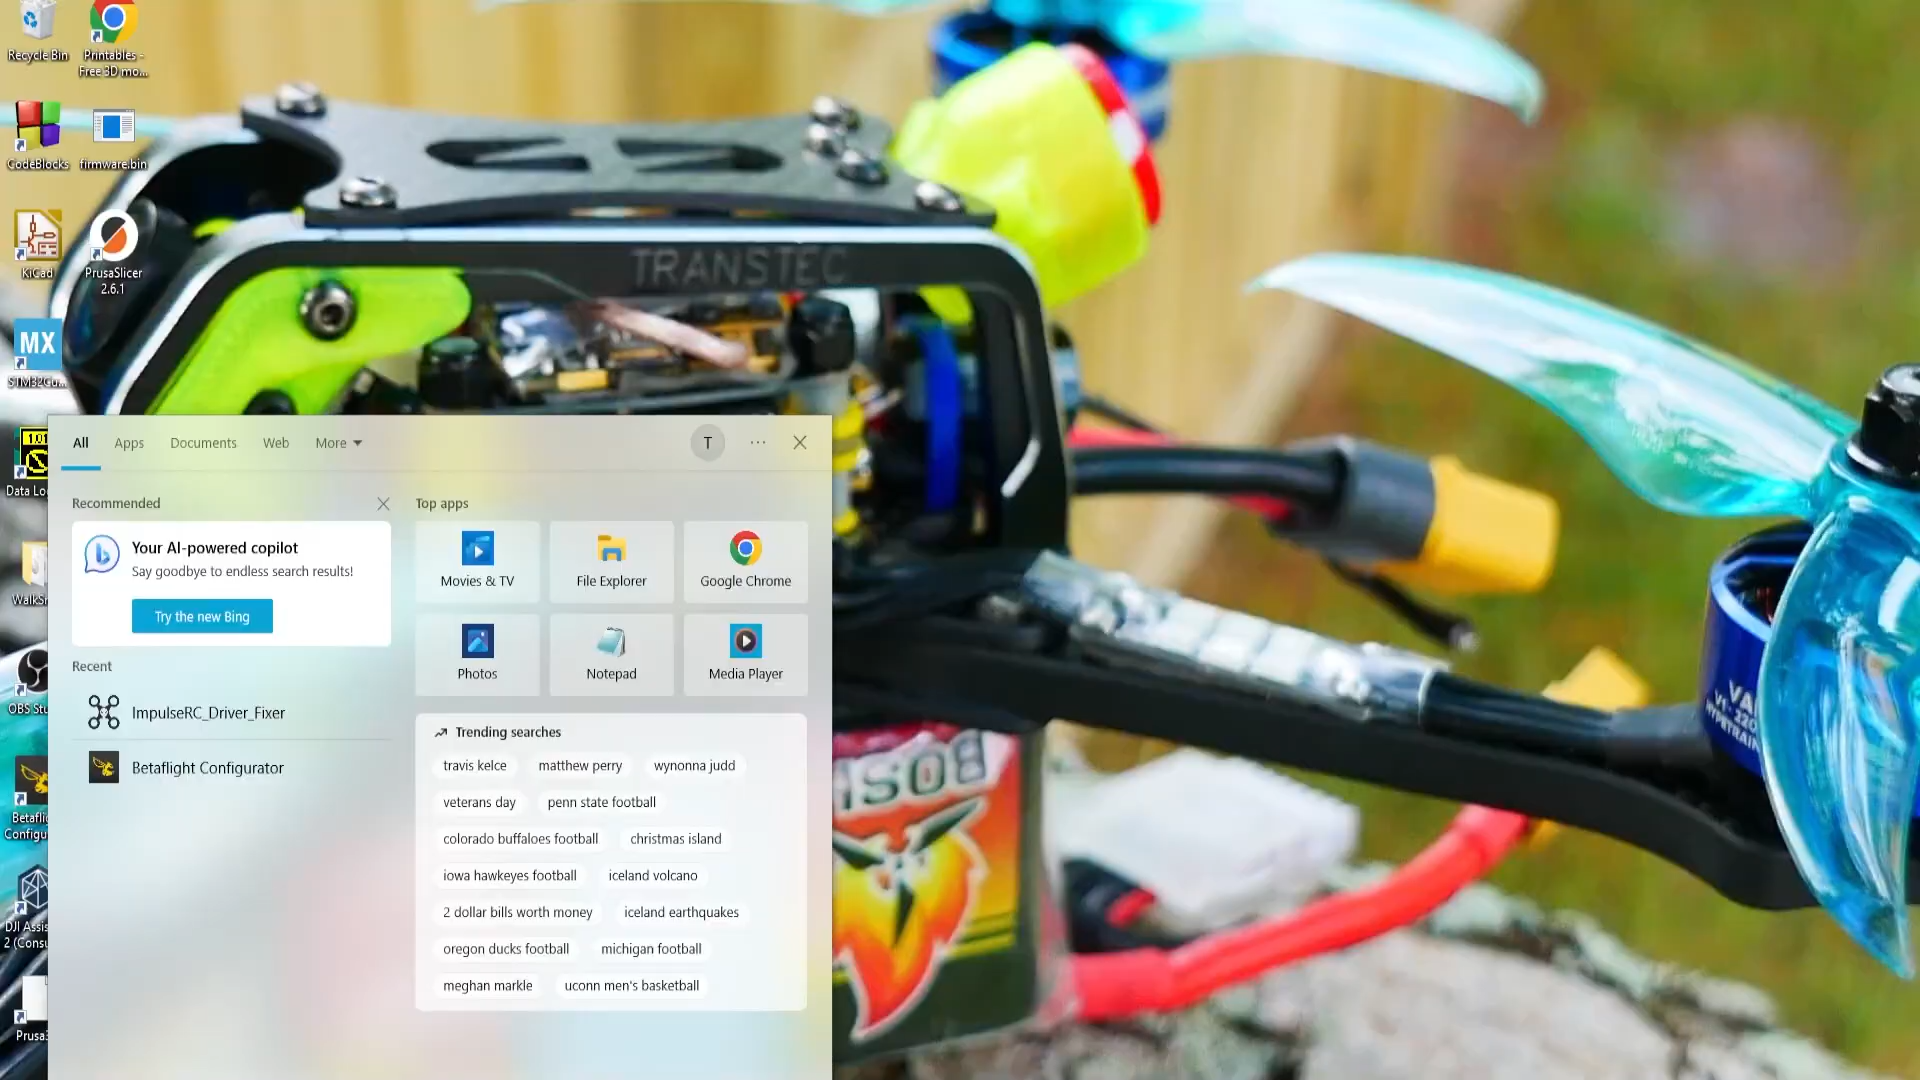 Recycle Bin
Printables -
Free 3D mo...
CodeBlocks
firmware.bin
KiCad
PrusaSlicer
2.6.1
MX
STM32Cu...
TRANSTEC
All
Apps
Documents
Web
More
T
Data Lo
Recommended
Top apps
Your AI-powered copilot
Say goodbye to endless search results!
Try the new Bing
Movies & TV
File Explorer
Google Chrome
WalkSn
Photos
Notepad
Media Player
Recent
ImpulseRC_Driver_Fixer
Betaflight Configurator
OBS Stu
Trending searches
travis kelce
matthew perry
wynonna judd
veterans day
penn state football
colorado buffaloes football
christmas island
iowa hawkeyes football
iceland volcano
2 dollar bills worth money
iceland earthquakes
oregon ducks football
michigan football
meghan markle
uconn men's basketball
Betafli
Configu
DJI Assis
2 (Consu